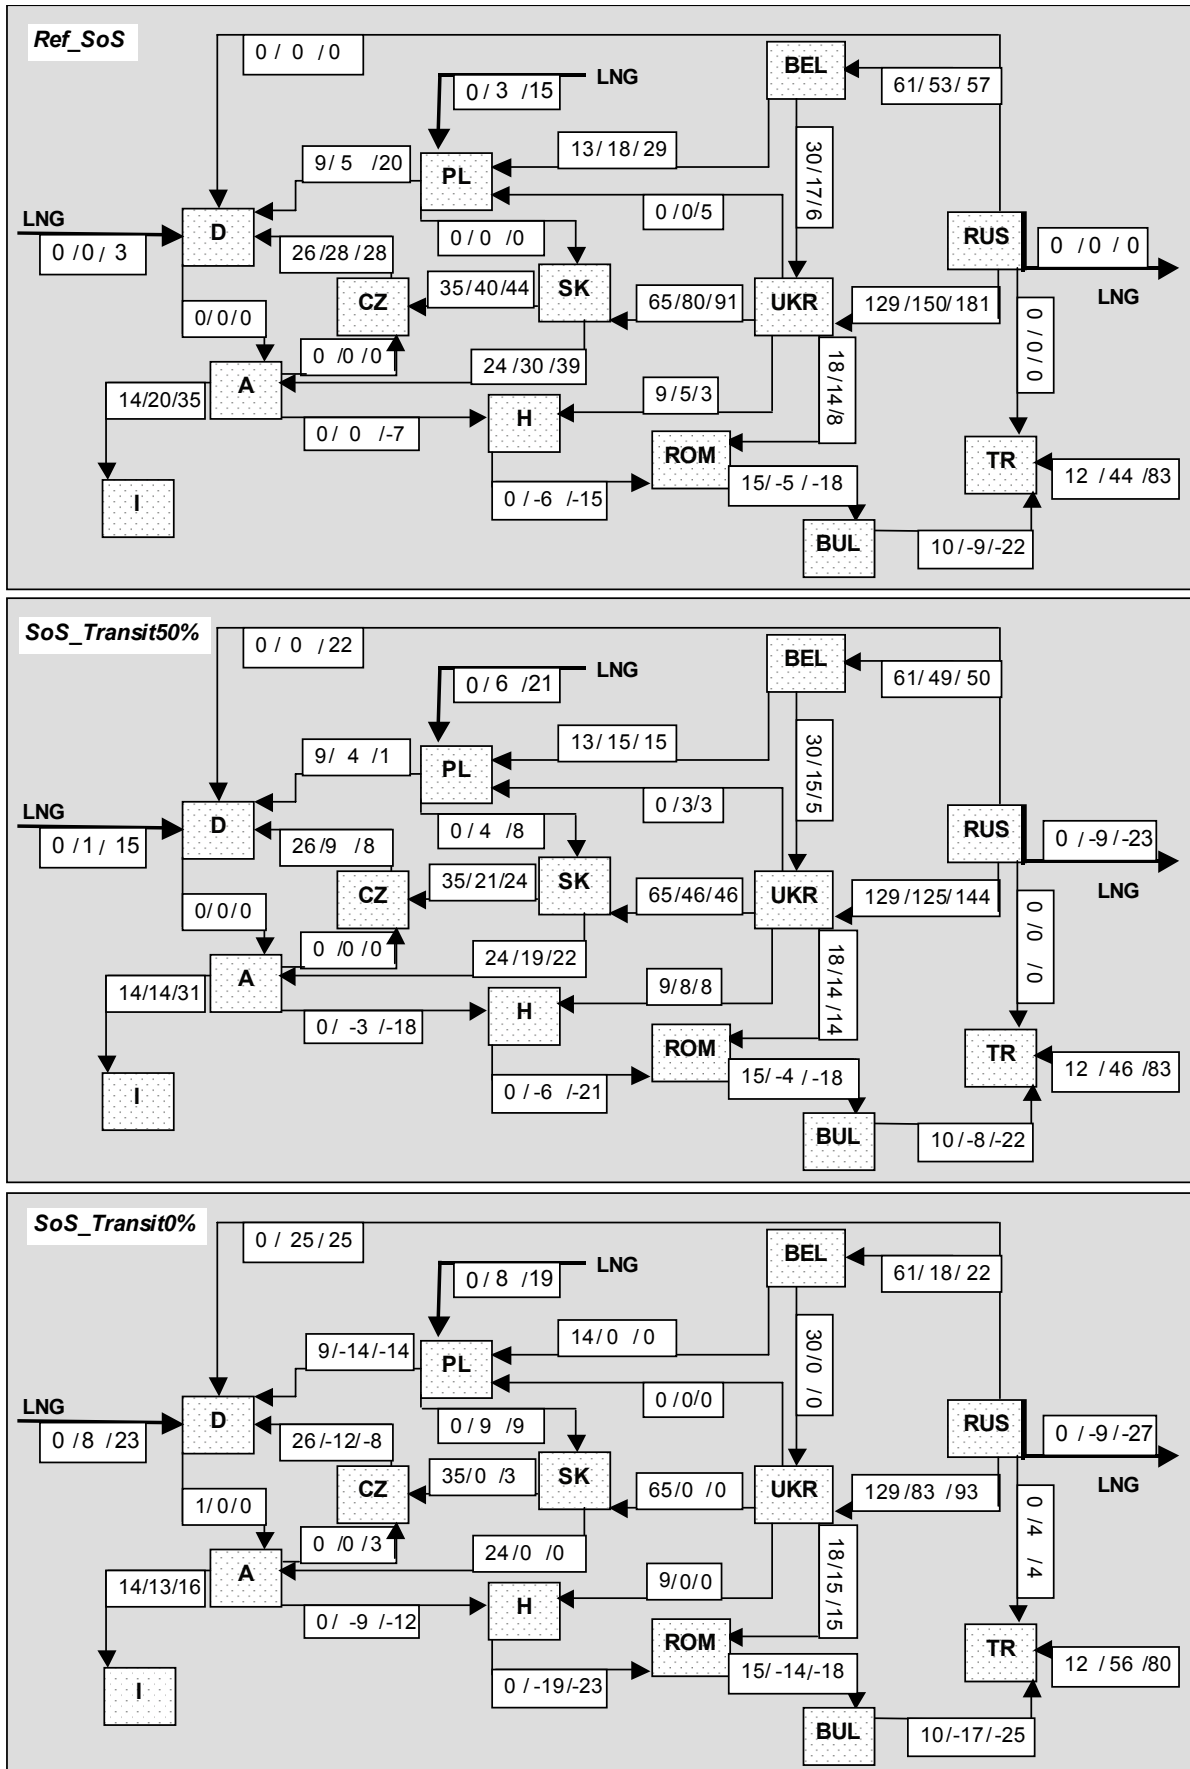 Ref_SoS
0 / 0 / 0
BEL
61/ 53/ 57
LNG
0 / 3 /15
13/ 18/ 29
30/17/6
9/ 5 /20
PL
0/0/5
LNG
D
RUS
0 /0/ 3
0/ 0 /0
0 /0 / 0
26/28/28
35/40/44
SK
65/80/91
UKR
129 /150/181
LNG
CZ
0/0/0
0 /0/0
0 /0/ 0
24 /30/39
14/20/35
A
18/14/8
9/5/3
H
0/ 0 /-7
ROM
TR
12 / 44/ 83
0 / -6 /-15
15/ -5 / -18
I
BUL
10/ -9/-22
SoS_Transit50%
0 / 0 / 22
BEL
61/ 49/ 50
LNG
0/ 6 /21
13/ 15/ 15
30/15/5
9/ 4 /1
PL
0 /3/3
LNG
D
RUS
0 /1/ 15
0/ 4 /8
0 / -9/-23
26/9 / 8
35/21/24
SK
65/46/46
UKR
129 /125/144
LNG
CZ
0/0/0
0/0 /0
0 /0/ 0
24 /19/ 22
14/14/31
A
18/14 /14
9/8/8
H
0/ -3 /-18
ROM
TR
12 / 46 /83
0 / -6 /-21
15/ -4 / -18
I
BUL
10 / -8 /-22
SoS_Transit0%
0 / 25/ 25
BEL
61/ 18/ 22
LNG
0/ 8 /19
14/ 0 / 0
30/0 /0
9/-14/-14
PL
0/0/0
LNG
D
RUS
0 / 8 / 23
0/ 9 /9
0 / -9/-27
26/-12/-8
35/0 / 3
SK
65/0 / 0
UKR
129 /83 / 93
LNG
CZ
1/0/0
0/4 /4
0 /0/ 3
24 /0 /0
14/13/16
A
18/15/15
9/0/0
H
0/ -9 /-12
ROM
TR
12 / 56 /80
0 / -19/-23
15/ -14/-18
I
BUL
10/-17/-25